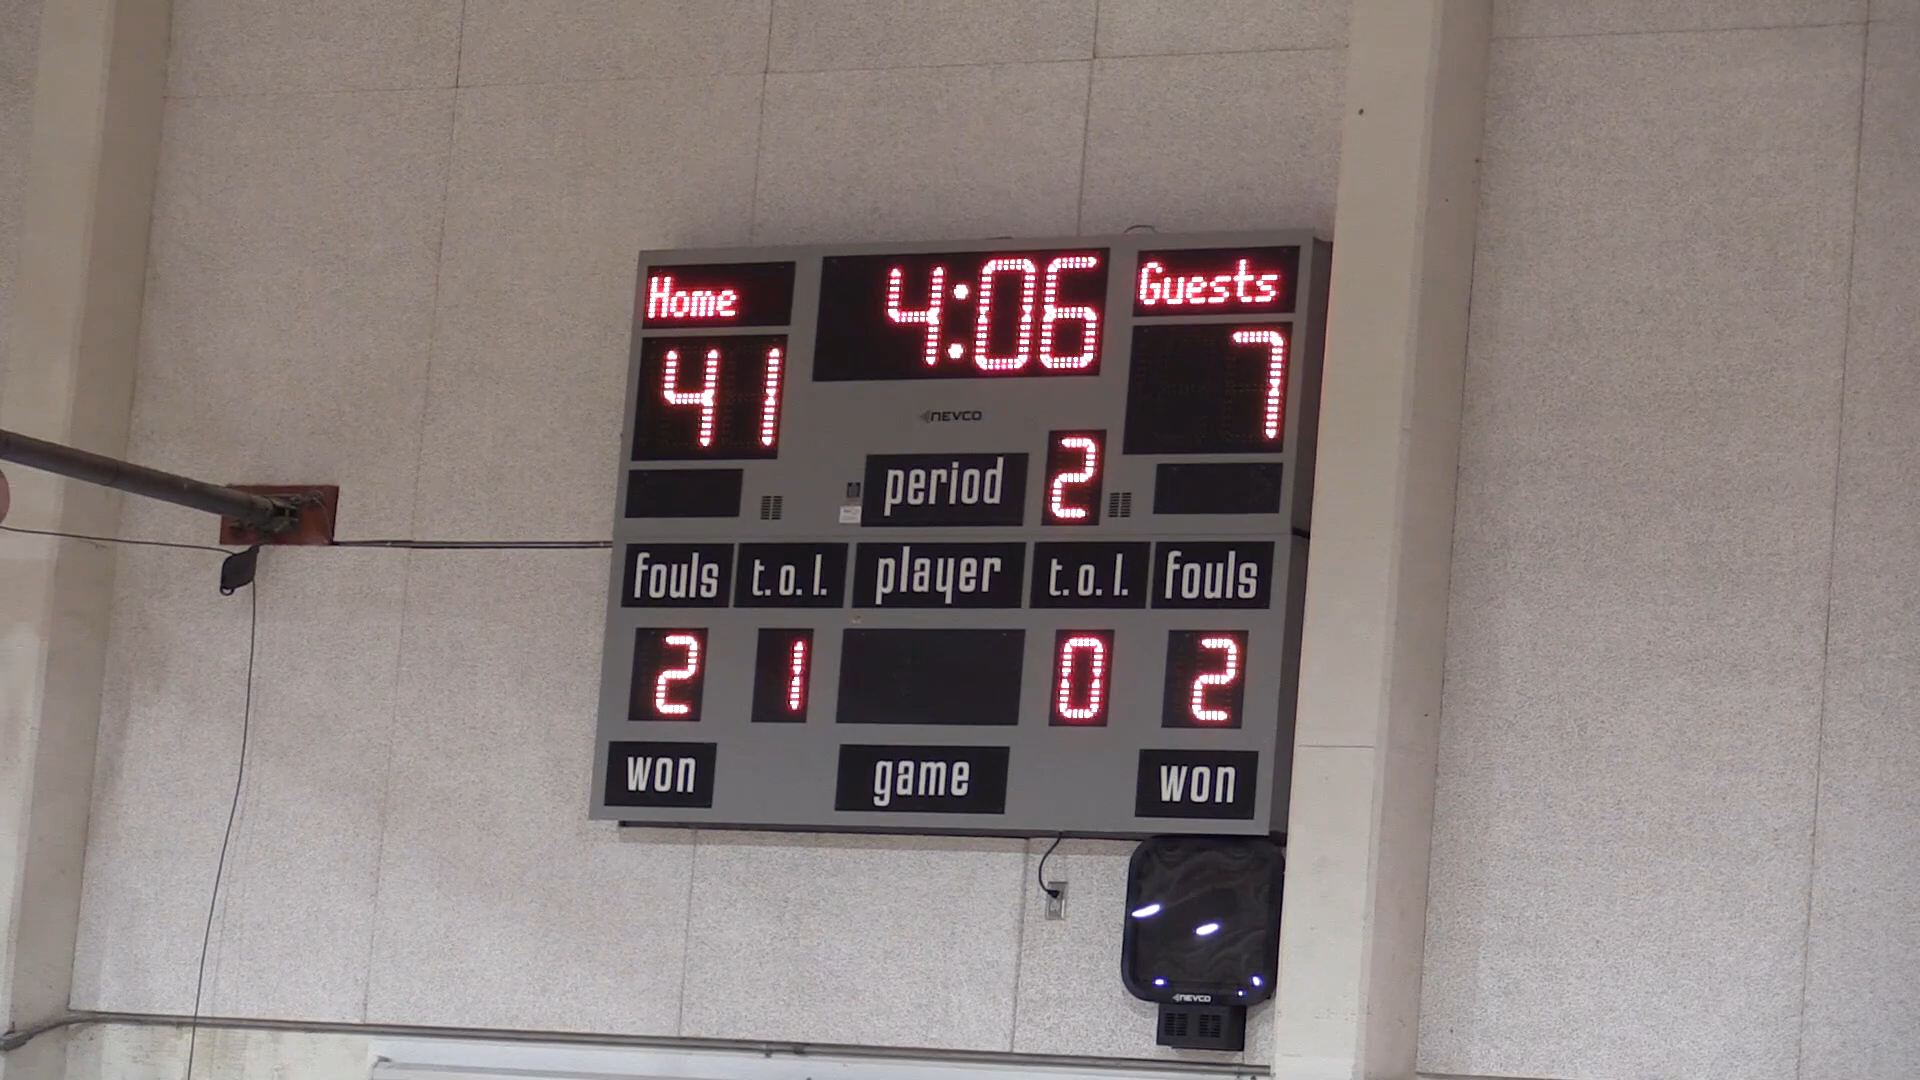 Home 4:06 Guests
41 7
NEVCO
period 2
fouls t.o.l. player t.o.l. fouls
2 1 0 2
won game won
NEVCO